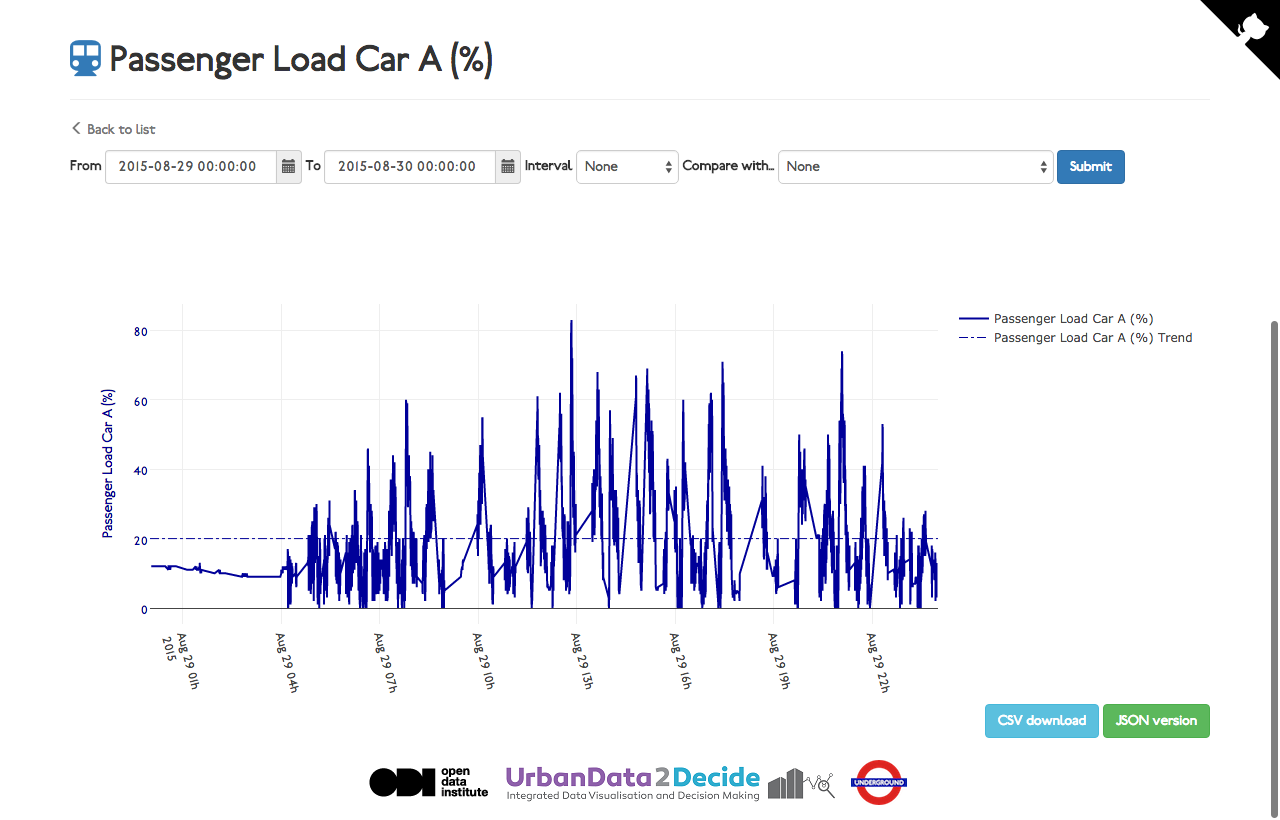 Passenger Load Car A (%)
Back to list
From 2015-08-29 00:00:00 To 2015-08-30 00:00:00 Interval None Compare with... None Submit
Passenger Load Car A (%)
Passenger Load Car A (%) Trend
Passenger Load Car A (%)
80
60
40
20
0
Aug 29 01h
2015
Aug 29 04h
Aug 29 07h
Aug 29 10h
Aug 29 13h
Aug 29 16h
Aug 29 19h
Aug 29 22h
CSV download JSON version
ODI open data institute
UrbanData2Decide
Integrated Data Visualisation and Decision Making
UNDERGROUND